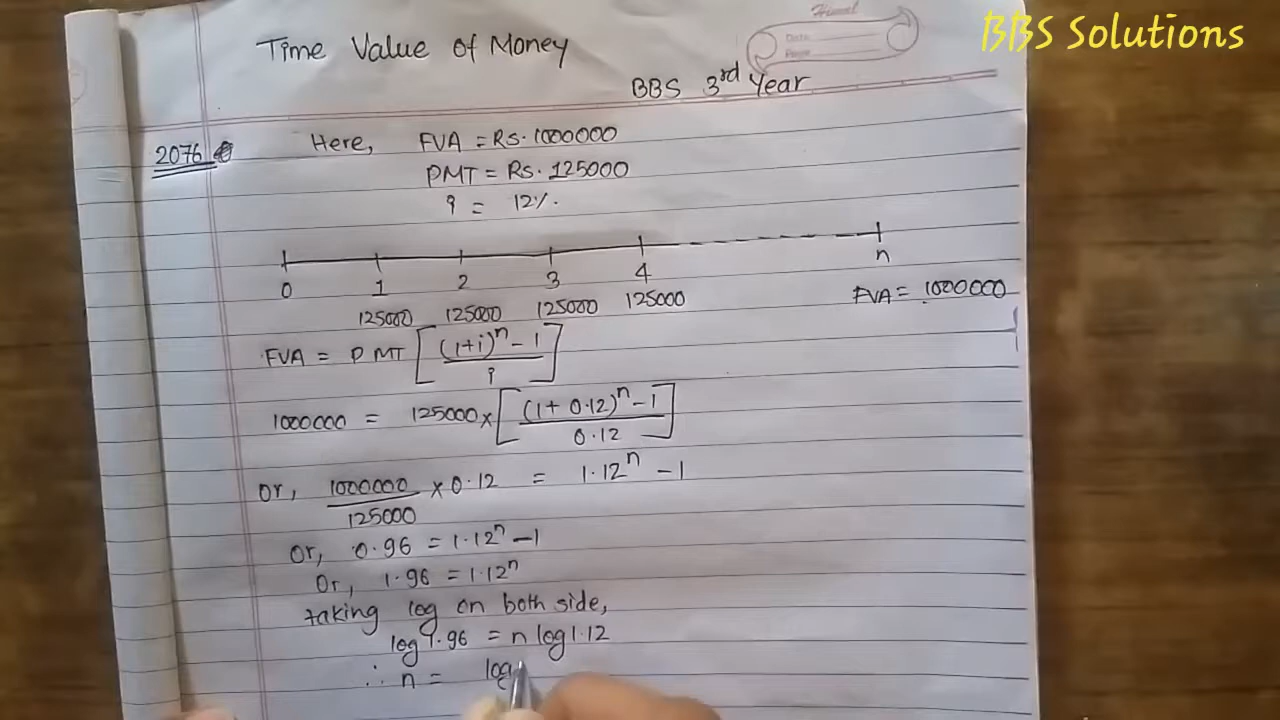 Himal
BBS Solutions
Date
Page
Time Value of Money
BBS 3rd Year
2076
Here, FVA = RS. 1000000
PMT = RS. 125000
i = 12%.
0 1 2 3 4 n
125000 125000 125000 125000 FVA = 1000000
FVA = PMT [ (1+i)^n - 1 / i ]
1000000 = 125000 × [ (1 + 0.12)^n - 1 / 0.12 ]
Or, 1000000 / 125000 × 0.12 = 1.12^n - 1
Or, 0.96 = 1.12^n - 1
Or, 1.96 = 1.12^n
taking log on both side,
log 1.96 = n log 1.12
∴ n = log